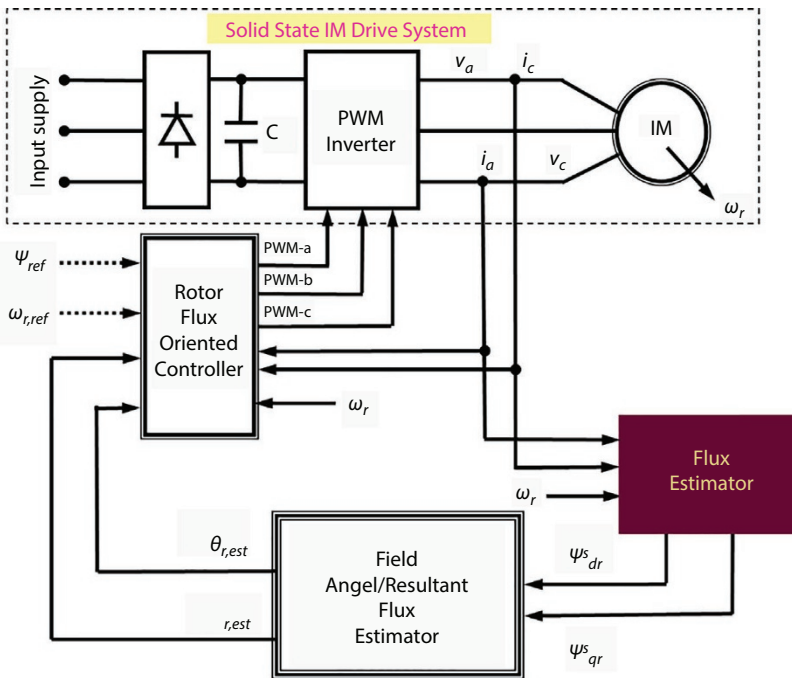 Solid State IM Drive System
Input supply
C
PWM
Inverter
v_a
i_c
i_a
v_c
IM
ω_r
ψ_ref
ω_r,ref
Rotor
Flux
Oriented
Controller
PWM-a
PWM-b
PWM-c
ω_r
Flux
Estimator
ω_r
θ_r,est
r,est
Field
Angel/Resultant
Flux
Estimator
ψ^s_dr
ψ^s_qr